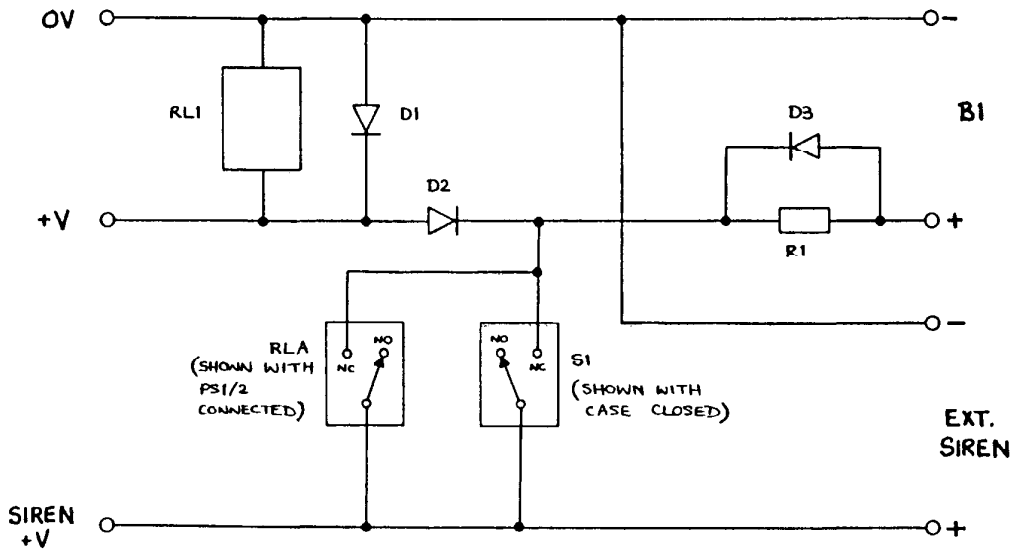 OV
-
RL1
D1
D3
B1
+V
D2
R1
+
-
RLA
(SHOWN WITH
PS1/2
CONNECTED)
NC
NO
NO
NC
S1
(SHOWN WITH
CASE CLOSED)
EXT.
SIREN
SIREN
+V
+